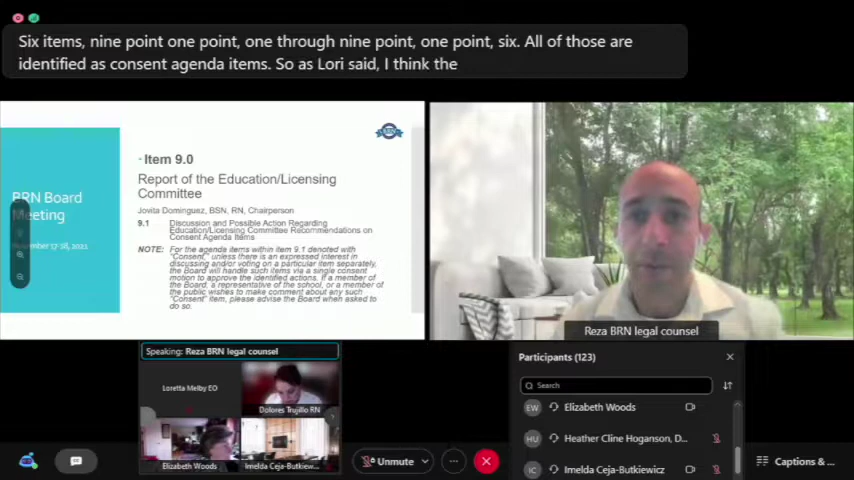 Six items, nine point one point, one through nine point, one point, six. All of those are
identified as consent agenda items. So as Lori said, I think the
BRN Board
Meeting
November 17-18, 2021
Item 9.0
Report of the Education/Licensing
Committee
Jovita Dominguez, BSN, RN, Chairperson
9.1 Discussion and Possible Action Regarding
Education/Licensing Committee Recommendations on
Consent Agenda Items
NOTE: For the agenda items within item 9.1 denoted with
"Consent," unless there is an expressed interest in
discussing and/or voting on a particular item separately,
the Board will handle such items via a single consent
motion to approve the identified actions. If a member of
the Board, a representative of the school, or a member of
the public wishes to make comment about any such
"Consent" item, please advise the Board when asked to
do so.
Reza BRN legal counsel
Speaking: Reza BRN legal counsel
Loretta Melby EO
Dolores Trujillo RN
Elizabeth Woods
Imelda Ceja-Butkiew...
Participants (123)
Search
EW Elizabeth Woods
HU Heather Cline Hoganson, D...
IC Imelda Ceja-Butkiewicz
Unmute
Captions & ...